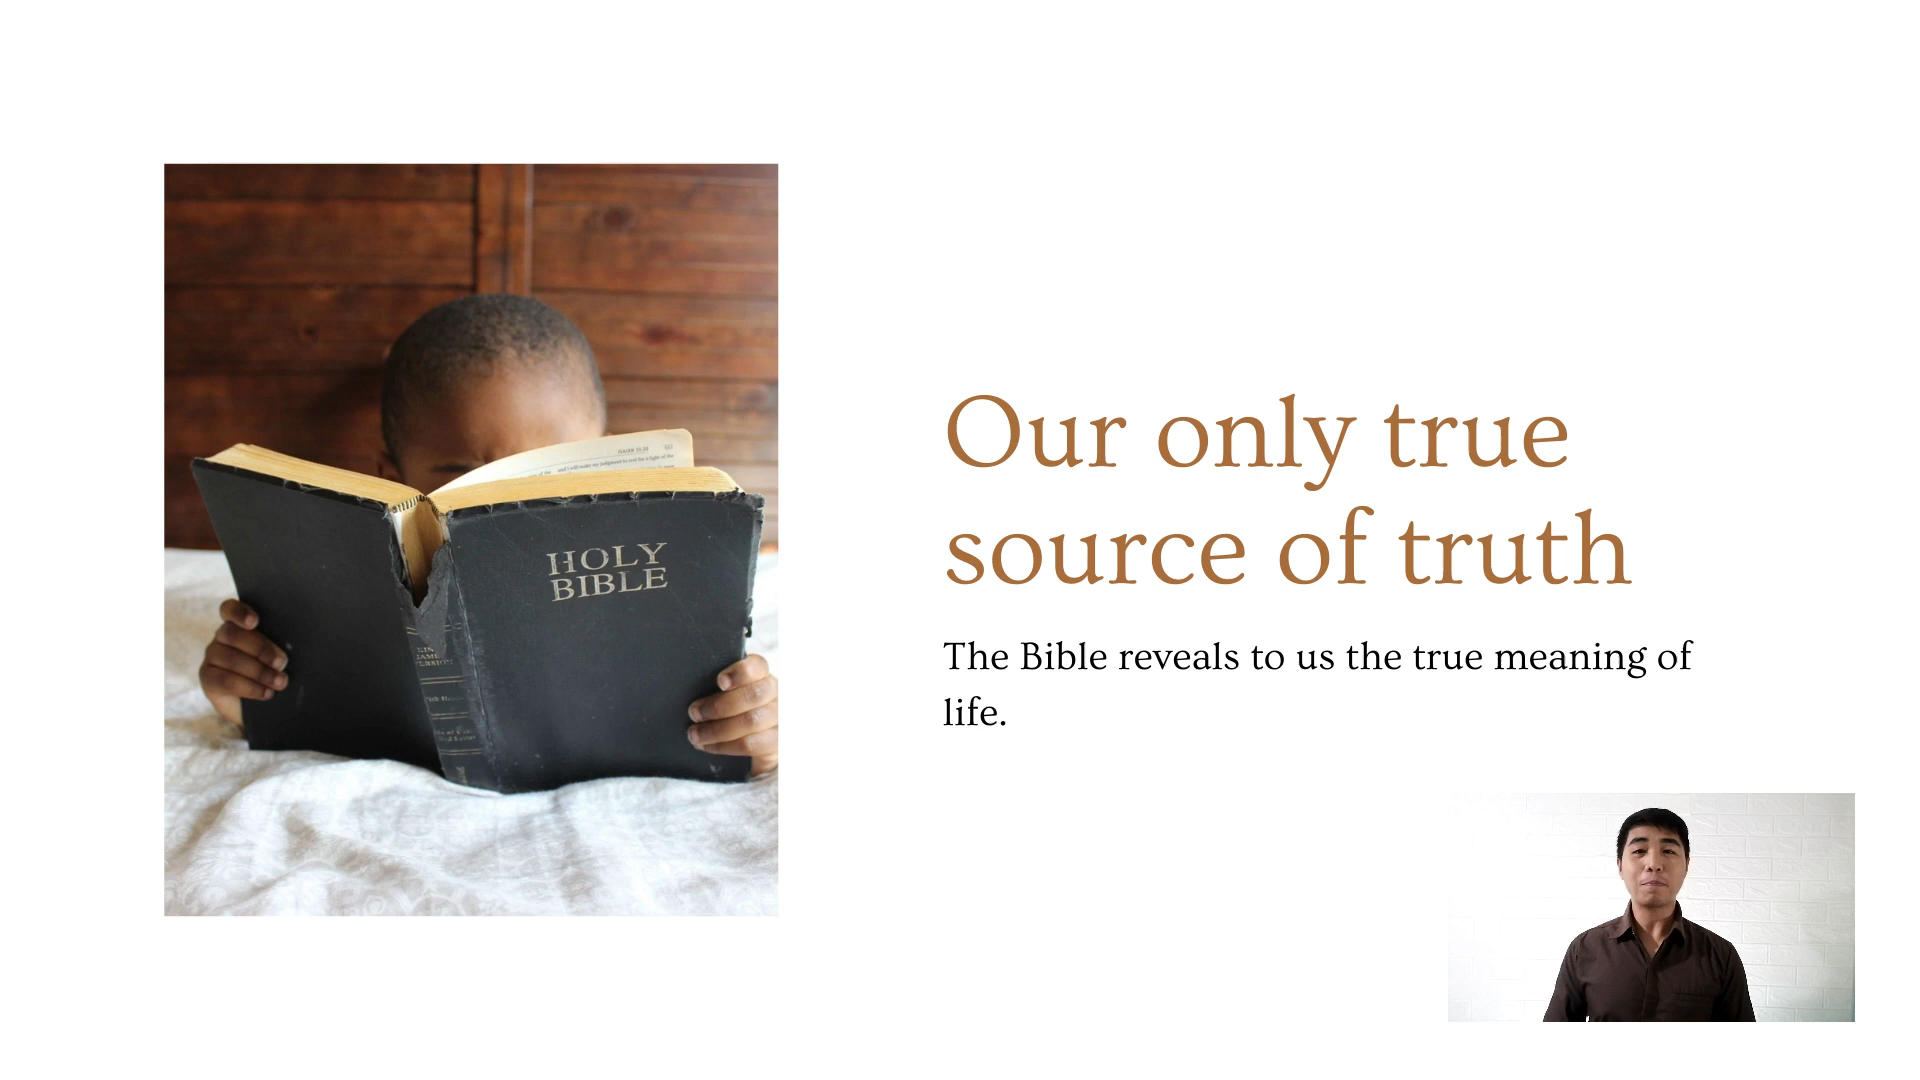 HOLY
BIBLE
Our only true
source of truth
The Bible reveals to us the true meaning of
life.